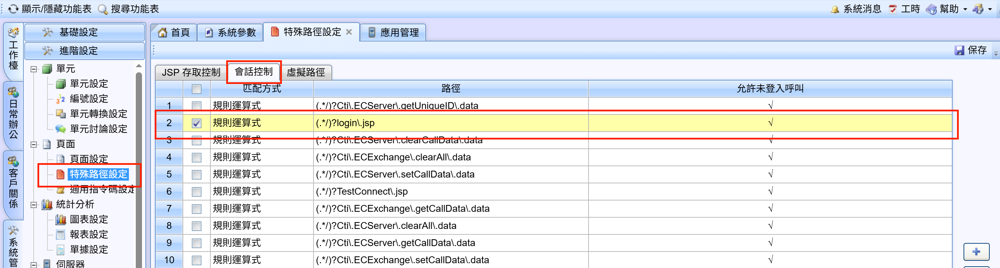 顯示/隱藏功能表 搜尋功能表 系統消息 工時 幫助
工作檯
日常辦公
客戶關係
系統管
基礎設定
進階設定
單元
單元設定
編號設定
單元轉換設定
單元討論設定
頁面
頁面設定
特殊路徑設定
通用指令碼設定
統計分析
圖表設定
報表設定
單據設定
伺服器
首頁 系統參數 特殊路徑設定 應用管理
保存
JSP 存取控制 會話控制 虛擬路徑
匹配方式 路徑 允許未登入呼叫
1 規則運算式 (.*/)?Cti\.ECServer\.getUniqueID\.data √
2 規則運算式 (.*/)?login\.jsp √
3 規則運算式 (.*/)?Cti\.ECServer\.clearCallData\.data √
4 規則運算式 (.*/)?Cti\.ECExchange\.clearAll\.data √
5 規則運算式 (.*/)?Cti\.ECServer\.setCallData\.data √
6 規則運算式 (.*/)?TestConnect\.jsp √
7 規則運算式 (.*/)?Cti\.ECExchange\.getCallData\.data √
8 規則運算式 (.*/)?Cti\.ECServer\.clearAll\.data √
9 規則運算式 (.*/)?Cti\.ECServer\.getCallData\.data √
10 規則運算式 (.*/)?Cti\.ECExchange\.setCallData\.data √